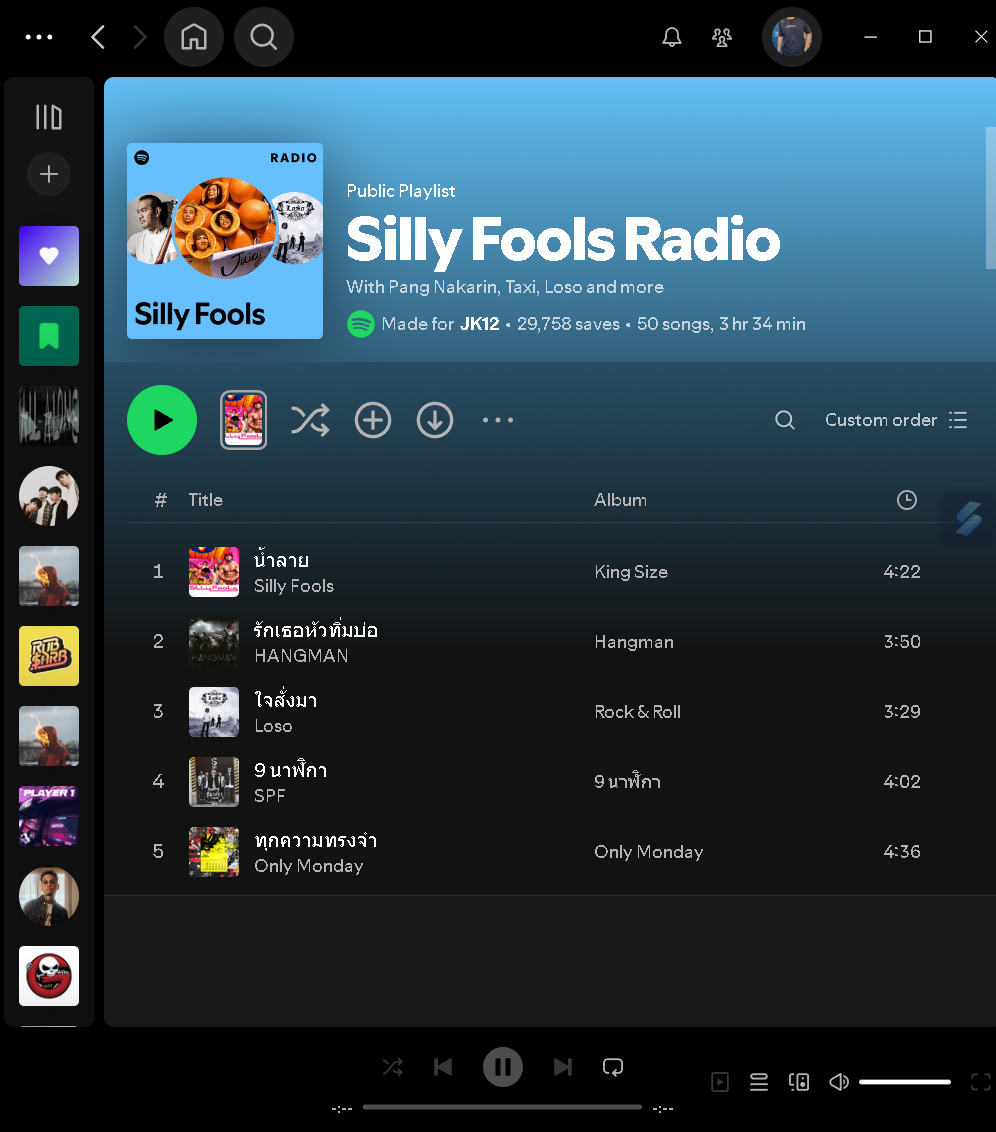 RADIO
Juicy
LoSo
Silly Fools
Public Playlist
Silly Fools Radio
With Pang Nakarin, Taxi, Loso and more
Made for JK12 • 29,758 saves • 50 songs, 3 hr 34 min
Custom order
# Title Album
1 น้ำลาย King Size 4:22
Silly Fools
2 รักเธอหัวทิ่มบ่อ Hangman 3:50
HANGMAN
HANGMAN
3 ใจสั่งมา Rock & Roll 3:29
Loso
4 9 นาฬิกา 9 นาฬิกา 4:02
SPF
5 ทุกความทรงจำ Only Monday 4:36
Only Monday
PLAYER 1
-:-- -:--